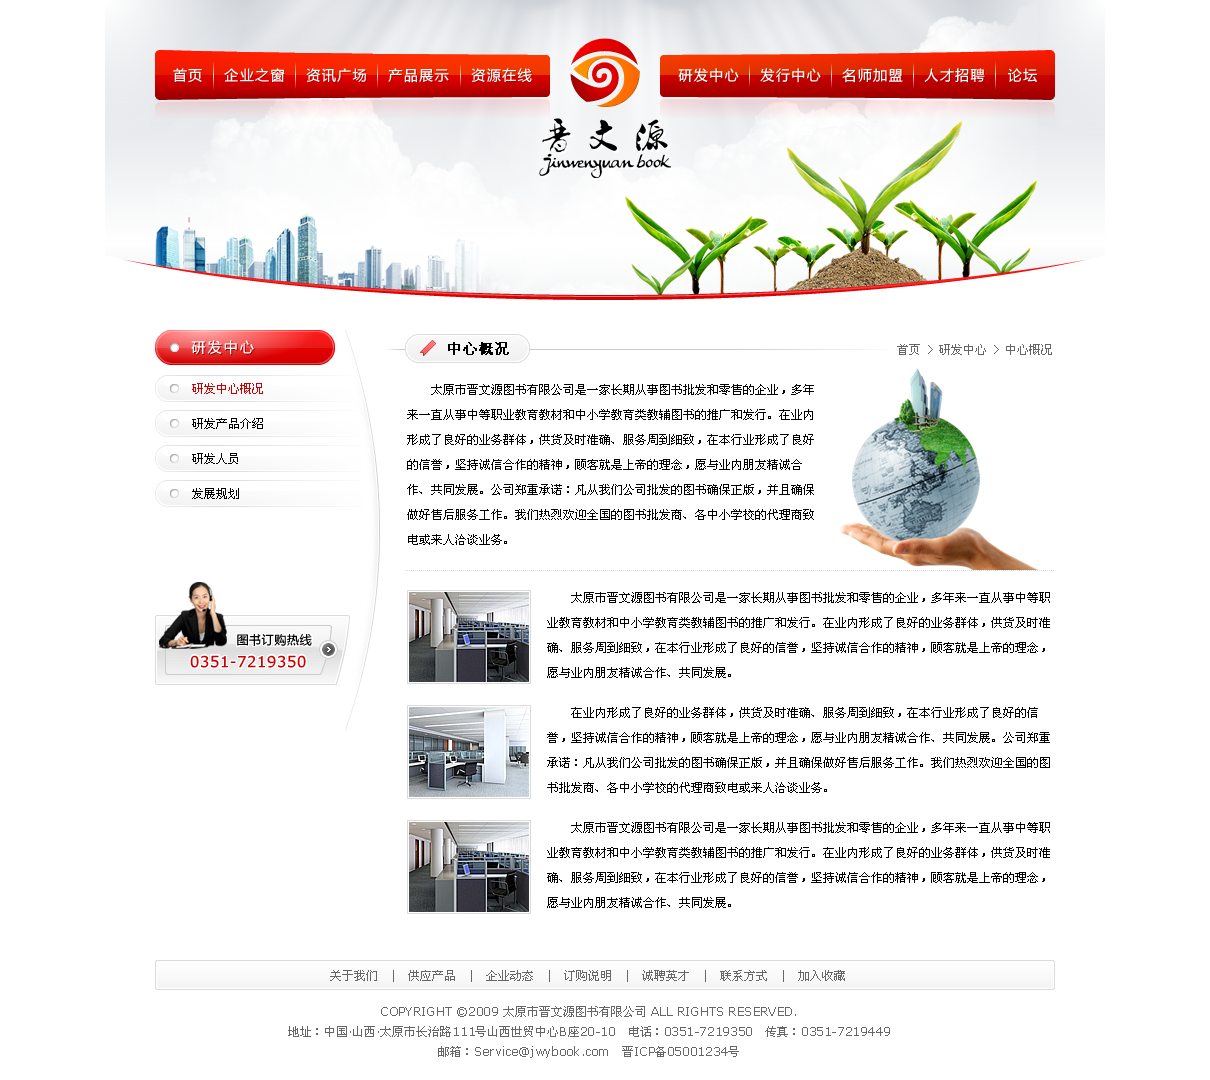 首页 企业之窗 资讯广场 产品展示 资源在线 研发中心 发行中心 名师加盟 人才招聘 论坛
晋文源
jinwenyuan book
研发中心
研发中心概况
研发产品介绍
研发人员
发展规划
图书订购热线
0351-7219350
中心概况
首页 > 研发中心 > 中心概况
太原市晋文源图书有限公司是一家长期从事图书批发和零售的企业，多年
来一直从事中等职业教育教材和中小学教育类教辅图书的推广和发行。在业内
形成了良好的业务群体，供货及时准确、服务周到细致，在本行业形成了良好
的信誉，坚持诚信合作的精神，顾客就是上帝的理念，愿与业内朋友精诚合
作、共同发展。公司郑重承诺：凡从我们公司批发的图书确保正版，并且确保
做好售后服务工作。我们热烈欢迎全国的图书批发商、各中小学校的代理商致
电或来人洽谈业务。
太原市晋文源图书有限公司是一家长期从事图书批发和零售的企业，多年来一直从事中等职
业教育教材和中小学教育类教辅图书的推广和发行。在业内形成了良好的业务群体，供货及时准
确、服务周到细致，在本行业形成了良好的信誉，坚持诚信合作的精神，顾客就是上帝的理念，
愿与业内朋友精诚合作、共同发展。
在业内形成了良好的业务群体，供货及时准确、服务周到细致，在本行业形成了良好的信
誉，坚持诚信合作的精神，顾客就是上帝的理念，愿与业内朋友精诚合作、共同发展。公司郑重
承诺：凡从我们公司批发的图书确保正版，并且确保做好售后服务工作。我们热烈欢迎全国的图
书批发商、各中小学校的代理商致电或来人洽谈业务。
太原市晋文源图书有限公司是一家长期从事图书批发和零售的企业，多年来一直从事中等职
业教育教材和中小学教育类教辅图书的推广和发行。在业内形成了良好的业务群体，供货及时准
确、服务周到细致，在本行业形成了良好的信誉，坚持诚信合作的精神，顾客就是上帝的理念，
愿与业内朋友精诚合作、共同发展。
关于我们 | 供应产品 | 企业动态 | 订购说明 | 诚聘英才 | 联系方式 | 加入收藏
COPYRIGHT ©2009 太原市晋文源图书有限公司 ALL RIGHTS RESERVED.
地址：中国·山西·太原市长治路111号山西世贸中心B座20-10 电话：0351-7219350 传真：0351-7219449
邮箱：Service@jwybook.com 晋ICP备05001234号